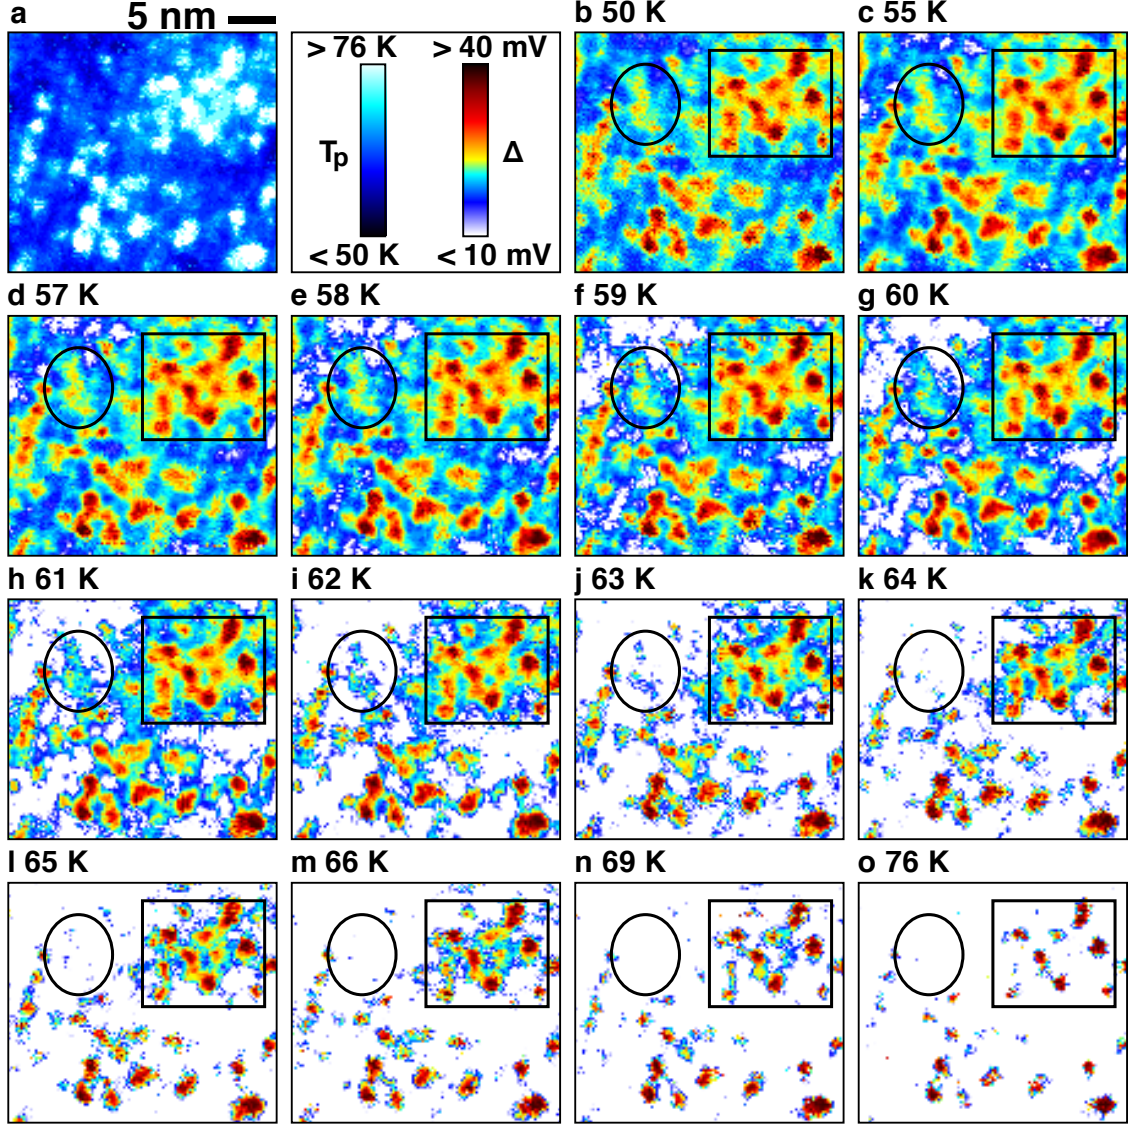 a 5 nm
> 76 K > 40 mV
Tp Δ
< 50 K < 10 mV
b 50 K
c 55 K
d 57 K
e 58 K
f 59 K
g 60 K
h 61 K
i 62 K
j 63 K
k 64 K
l 65 K
m 66 K
n 69 K
o 76 K